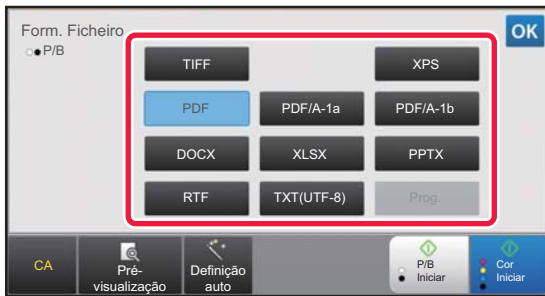 Form. Ficheiro
P/B
OK
TIFF
XPS
PDF
PDF/A-1a
PDF/A-1b
DOCX
XLSX
PPTX
RTF
TXT(UTF-8)
Prog.
CA
Pré-
visualização
Definição
auto
P/B
Iniciar
Cor
Iniciar